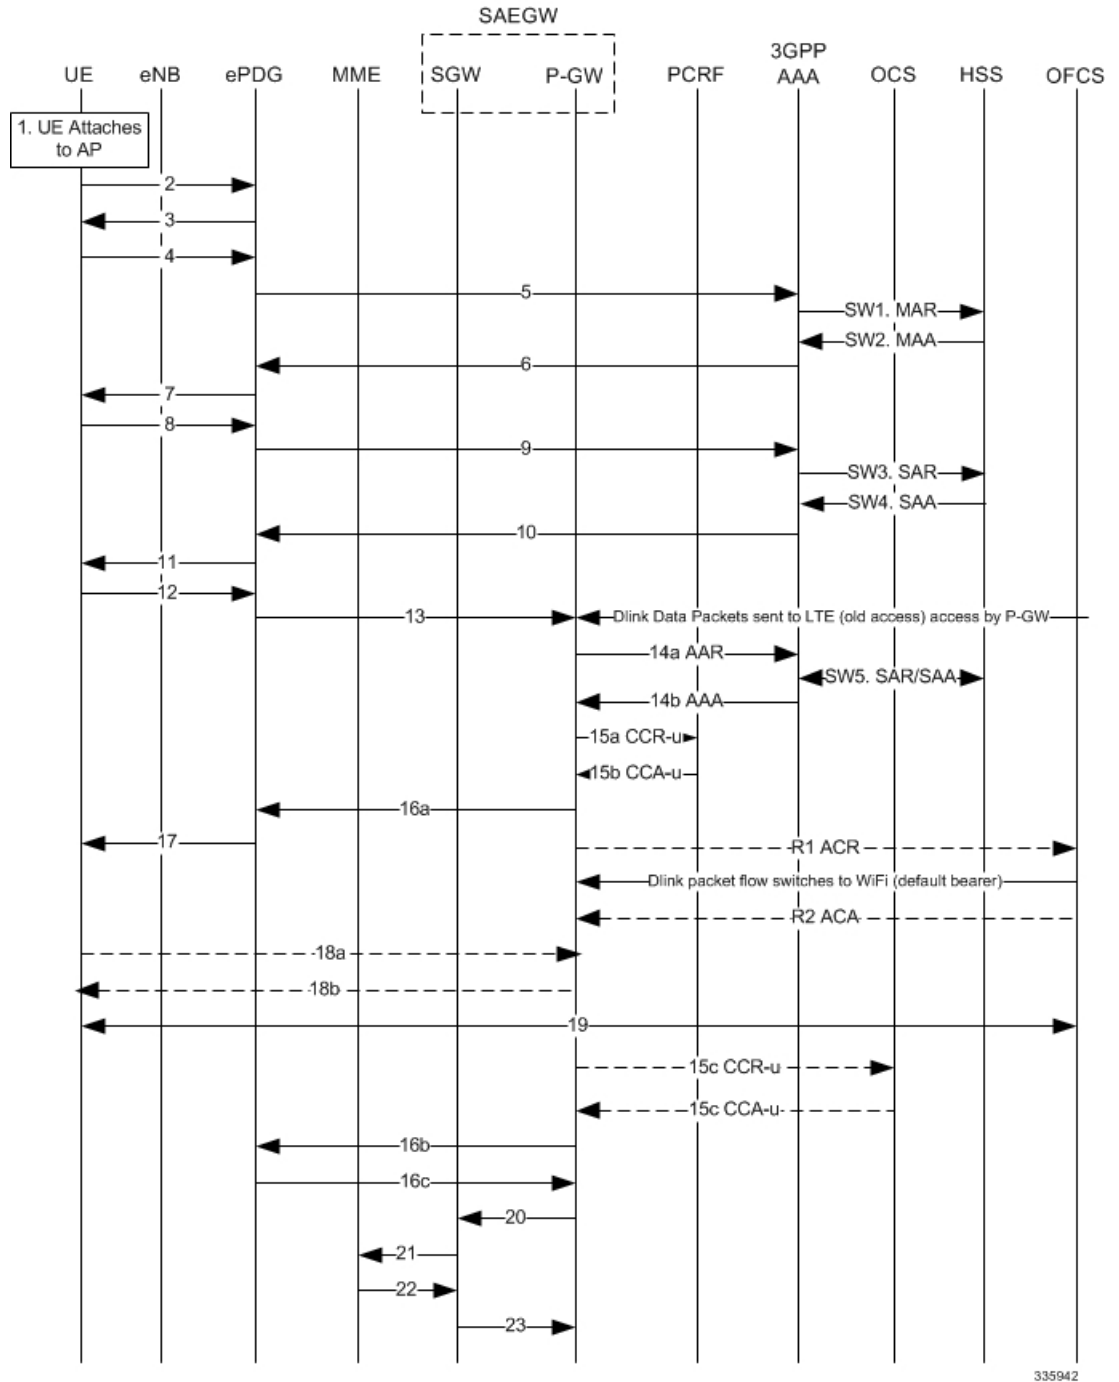 SAEGW
UE eNB ePDG MME SGW P-GW PCRF 3GPP AAA OCS HSS OFCS
1. UE Attaches
to AP
2
3
4
5
SW1. MAR
SW2. MAA
6
7
8
9
SW3. SAR
SW4. SAA
10
11
12
13 Dlink Data Packets sent to LTE (old access) access by P-GW
14a AAR
SW5. SAR/SAA
14b AAA
15a CCR-u
15b CCA-u
16a
17 R1 ACR
Dlink packet flow switches to WiFi (default bearer)
R2 ACA
18a
18b
19
15c CCR-u
15c CCA-u
16b
16c
20
21
22
23
335942